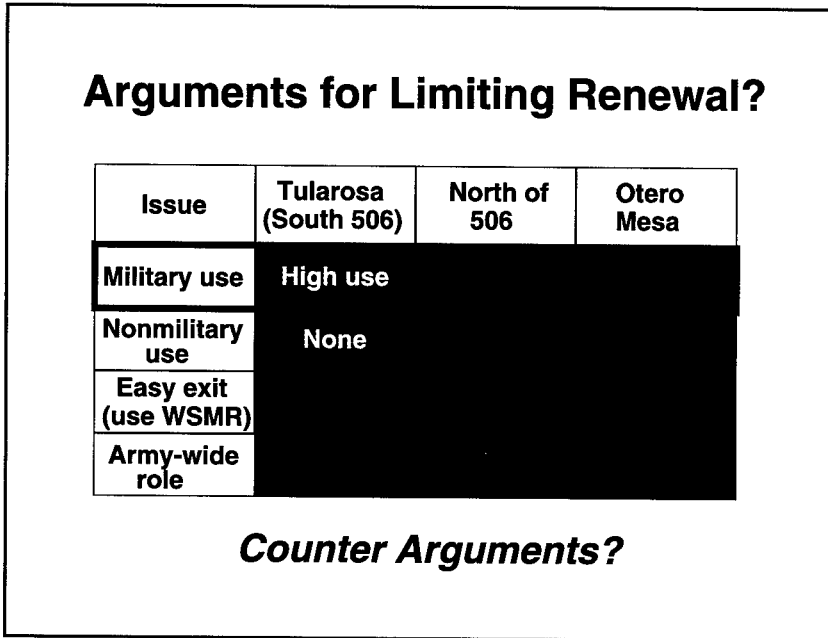 Arguments for Limiting Renewal?
Issue
Tularosa
(South 506)
North of
506
Otero
Mesa
Military use
High use
Nonmilitary
use
None
Easy exit
(use WSMR)
Army-wide
role
Counter Arguments?